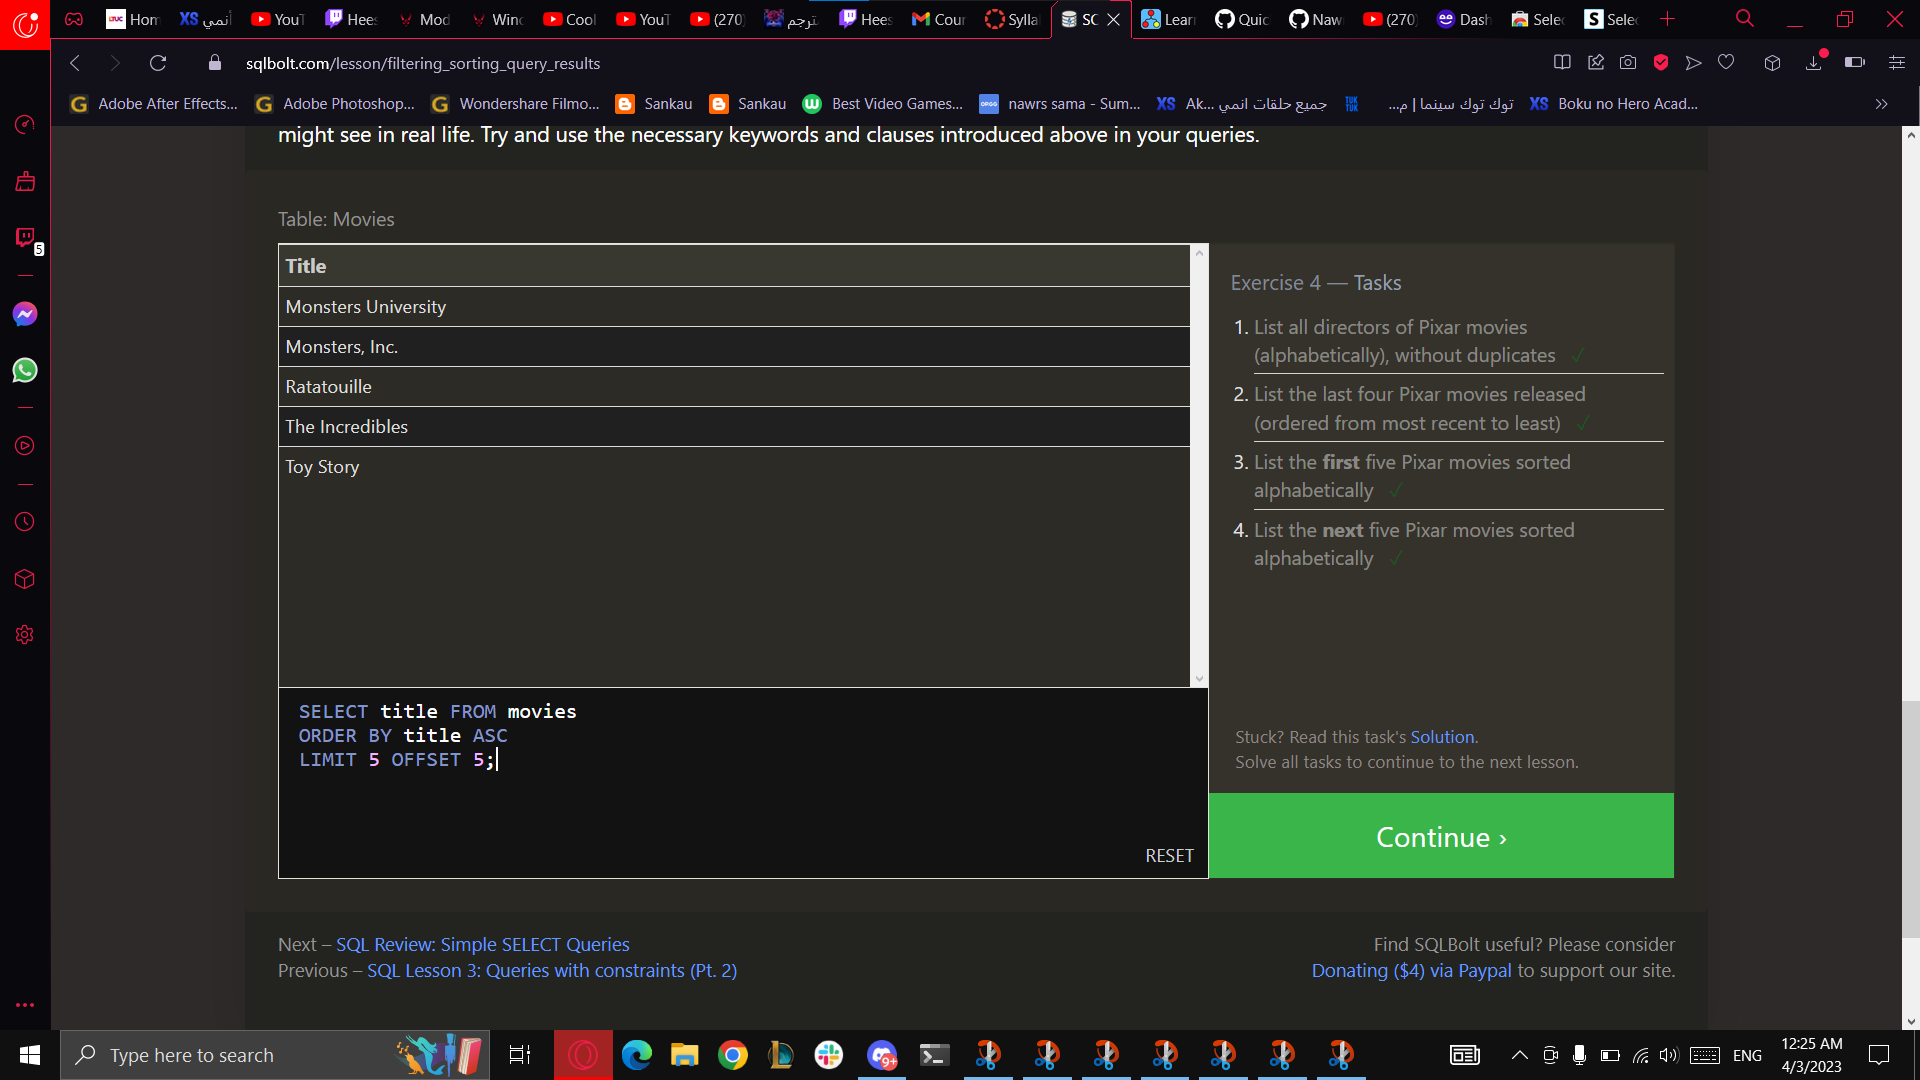 Hom
XS أنمي
YouT
Hees
Mod
Winc
Cool
YouT
(270)
مترجم
Hees
Cour
Sylla
SC
Learn
Quic
Naw
(270)
Dash
Selec
Selec
sqlbolt.com/lesson/filtering_sorting_query_results
Adobe After Effects...
Adobe Photoshop...
Wondershare Filmo...
Sankau
Sankau
Best Video Games...
nawrs sama - Sum...
XS جميع حلقات انمي Ak...
توك توك سينما | م...
XS Boku no Hero Acad...
might see in real life. Try and use the necessary keywords and clauses introduced above in your queries.
Table: Movies
Title
Monsters University
Monsters, Inc.
Ratatouille
The Incredibles
Toy Story
SELECT title FROM movies
ORDER BY title ASC
LIMIT 5 OFFSET 5;
RESET
Exercise 4 — Tasks
1. List all directors of Pixar movies
(alphabetically), without duplicates ✓
2. List the last four Pixar movies released
(ordered from most recent to least) ✓
3. List the first five Pixar movies sorted
alphabetically ✓
4. List the next five Pixar movies sorted
alphabetically ✓
Stuck? Read this task's Solution.
Solve all tasks to continue to the next lesson.
Continue ›
Next – SQL Review: Simple SELECT Queries
Previous – SQL Lesson 3: Queries with constraints (Pt. 2)
Find SQLBolt useful? Please consider
Donating ($4) via Paypal to support our site.
5
Type here to search
9+
ENG
12:25 AM
4/3/2023